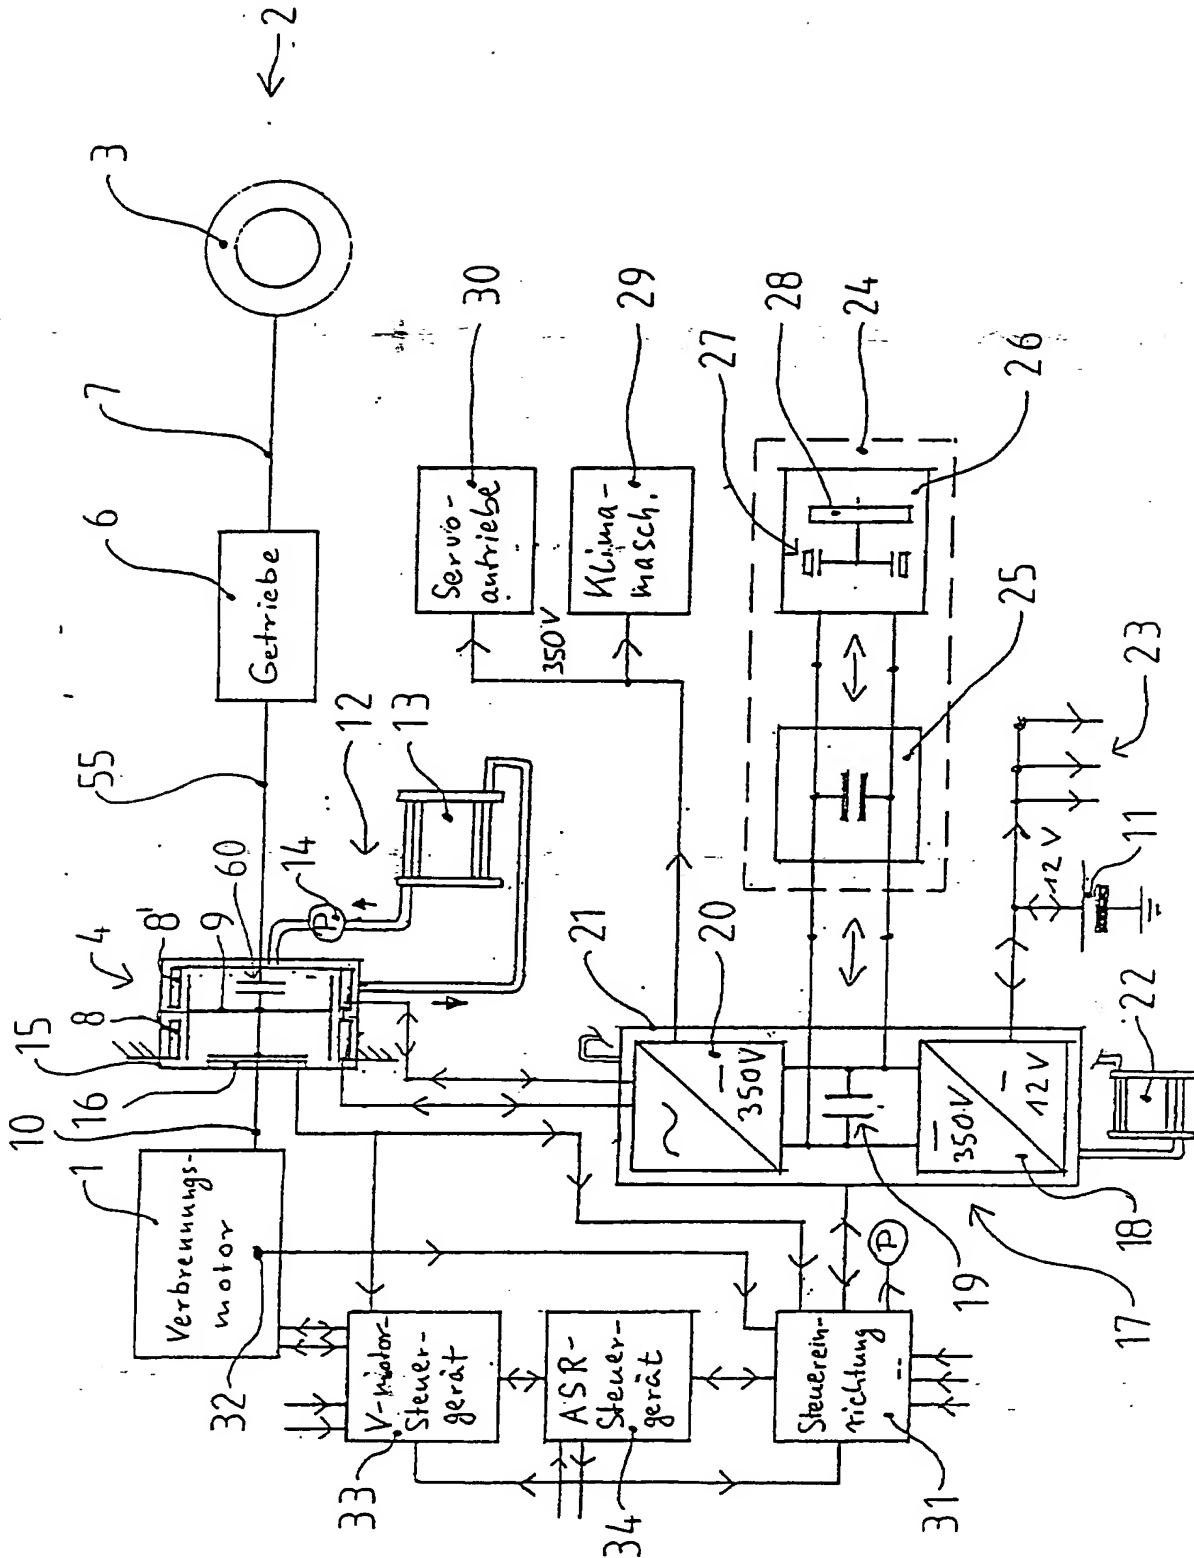 2
3
7
6
Getriebe
55
60
8'
9
4
8
15
16
10
1
Verbrennungs-
motor
32
14
P
12
13
30
Servo-
antriebe
350V
29
Klima-
masch.
27
28
24
26
25
23
12 V
11
22
21
20
~
–
350V
–
350V
–
12V
19
18
17
P
V-Motor-
Steuer-
gerät
33
ASR-
Steuer-
gerät
34
Steuerein-
richtung
31